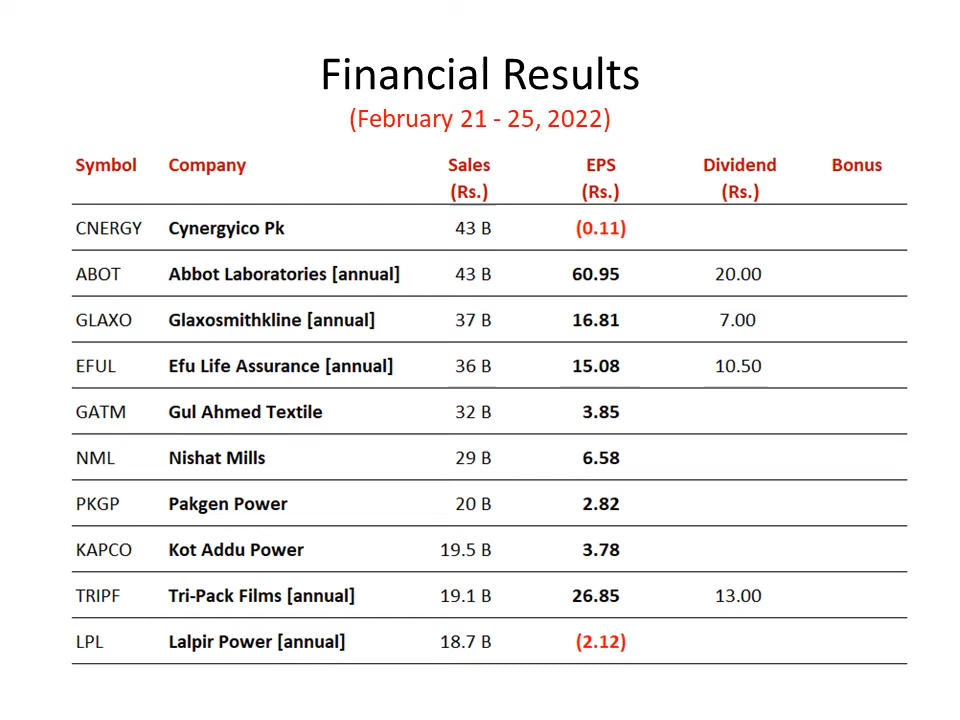 Financial Results
(February 21 - 25, 2022)
Symbol Company Sales EPS Dividend Bonus
(Rs.) (Rs.) (Rs.)
CNERGY Cynergyico Pk 43 B (0.11)
ABOT Abbot Laboratories [annual] 43 B 60.95 20.00
GLAXO Glaxosmithkline [annual] 37 B 16.81 7.00
EFUL Efu Life Assurance [annual] 36 B 15.08 10.50
GATM Gul Ahmed Textile 32 B 3.85
NML Nishat Mills 29 B 6.58
PKGP Pakgen Power 20 B 2.82
KAPCO Kot Addu Power 19.5 B 3.78
TRIPF Tri-Pack Films [annual] 19.1 B 26.85 13.00
LPL Lalpir Power [annual] 18.7 B (2.12)